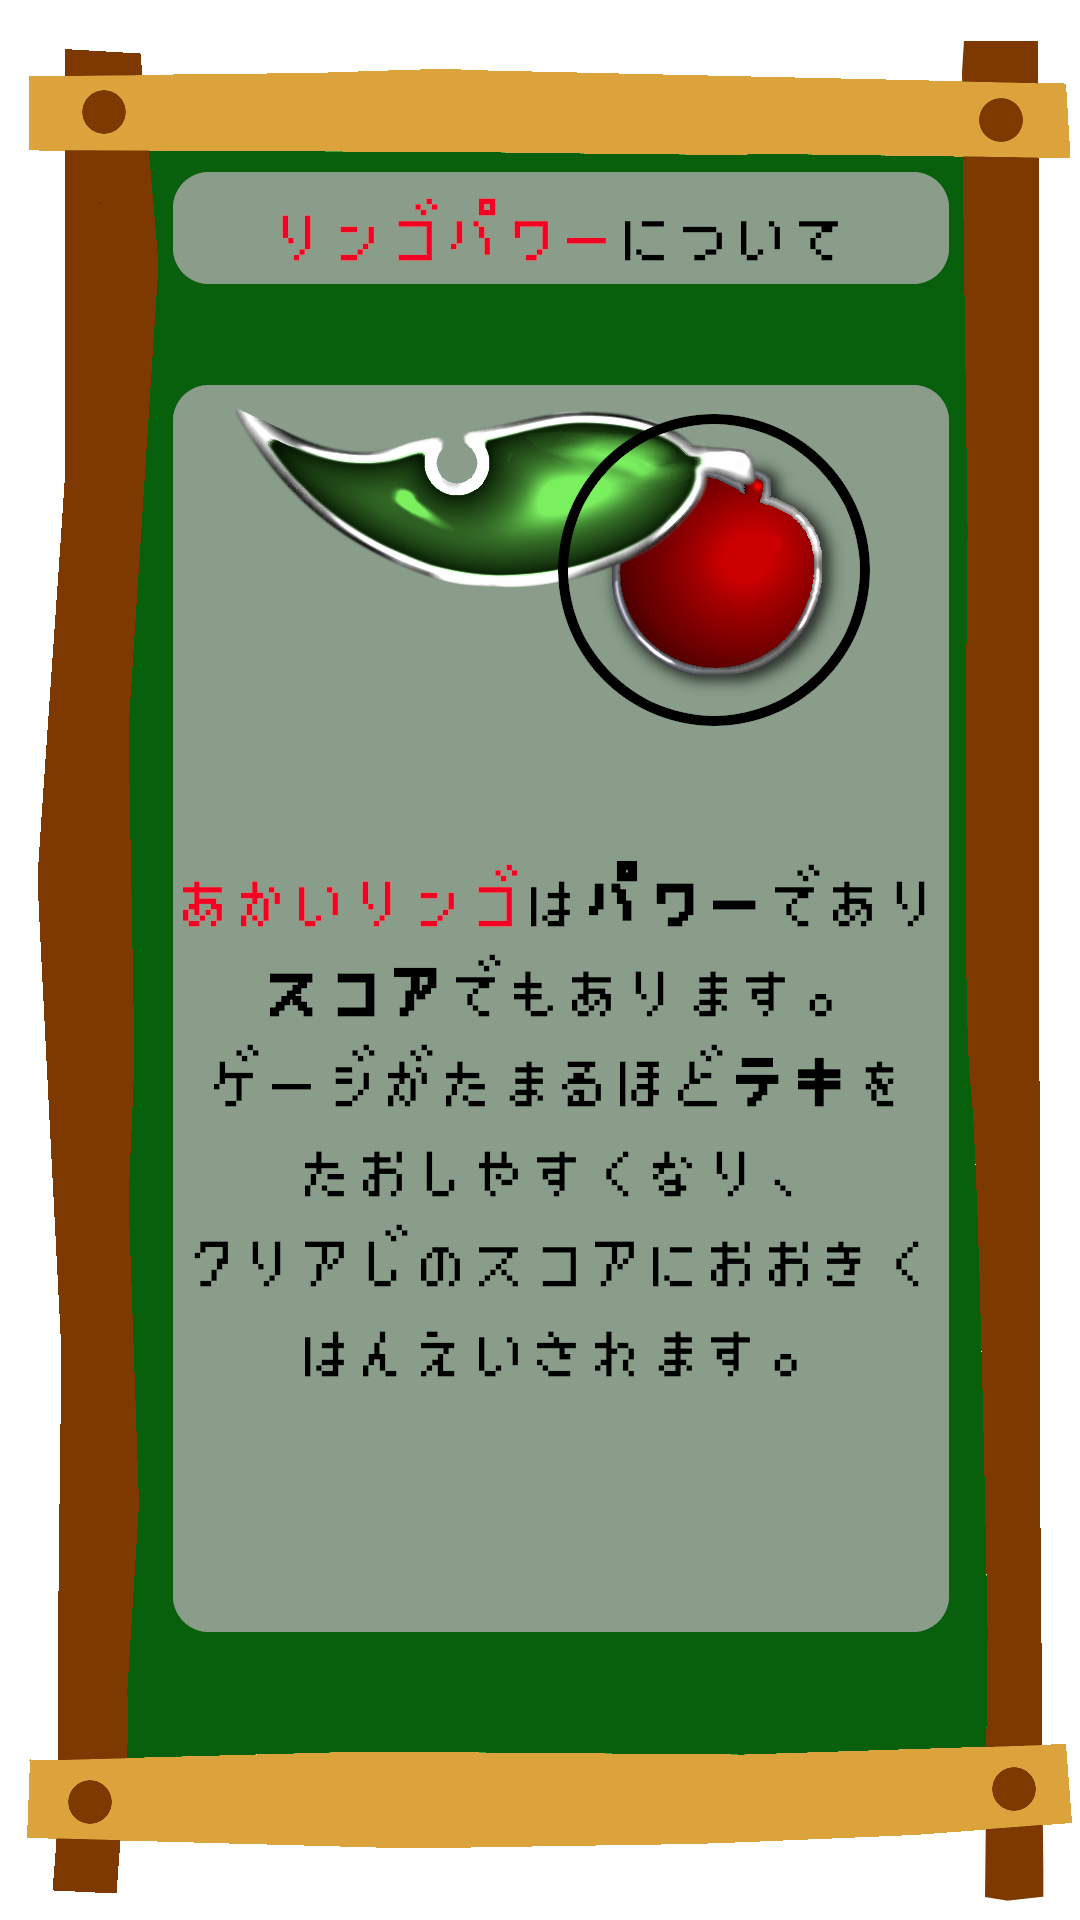 リンゴパワーについて
あかいリンゴはパワーであり
スコアでもあります。
ゲージがたまるほどテキを
たおしやすくなり、
クリアじのスコアにおおきく
はんえいされます。